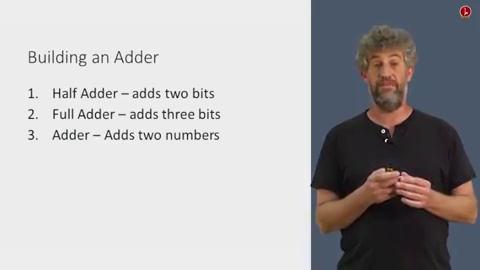 Building an Adder
1. Half Adder – adds two bits
2. Full Adder – adds three bits
3. Adder – Adds two numbers